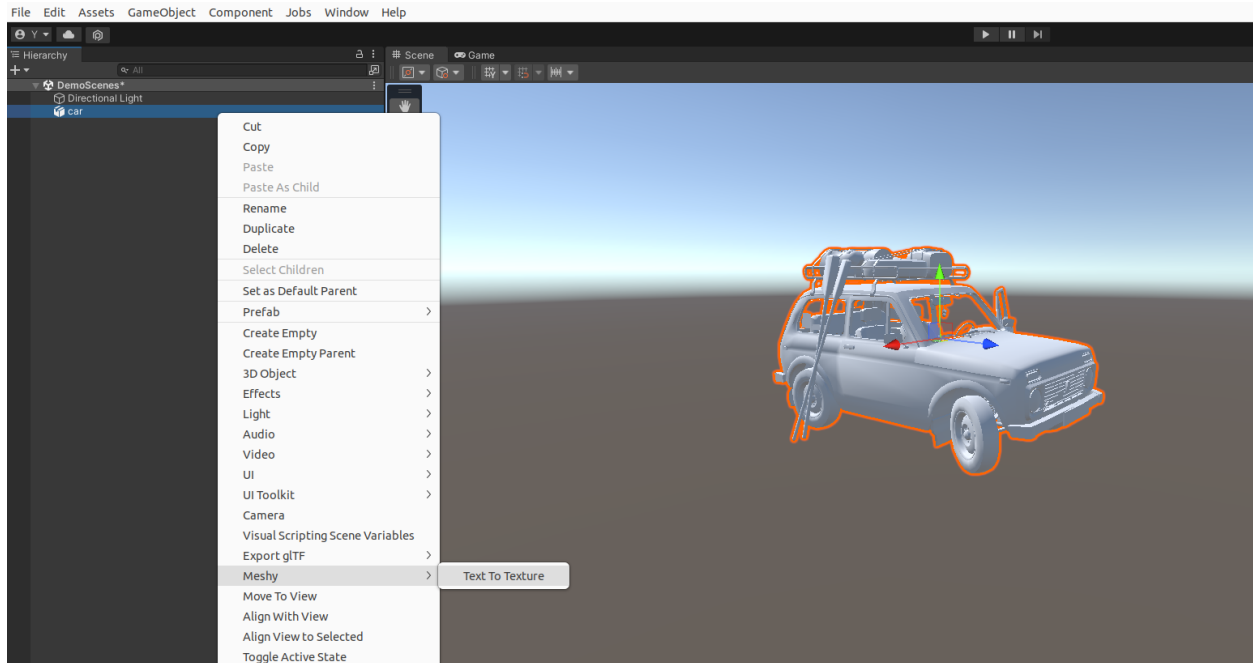 File Edit Assets GameObject Component Jobs Window Help
Y
Hierarchy
Scene Game
All
DemoScenes*
Directional Light
car
Cut
Copy
Paste
Paste As Child
Rename
Duplicate
Delete
Select Children
Set as Default Parent
Prefab
Create Empty
Create Empty Parent
3D Object
Effects
Light
Audio
Video
UI
UI Toolkit
Camera
Visual Scripting Scene Variables
Export glTF
Meshy
Text To Texture
Move To View
Align With View
Align View to Selected
Toggle Active State